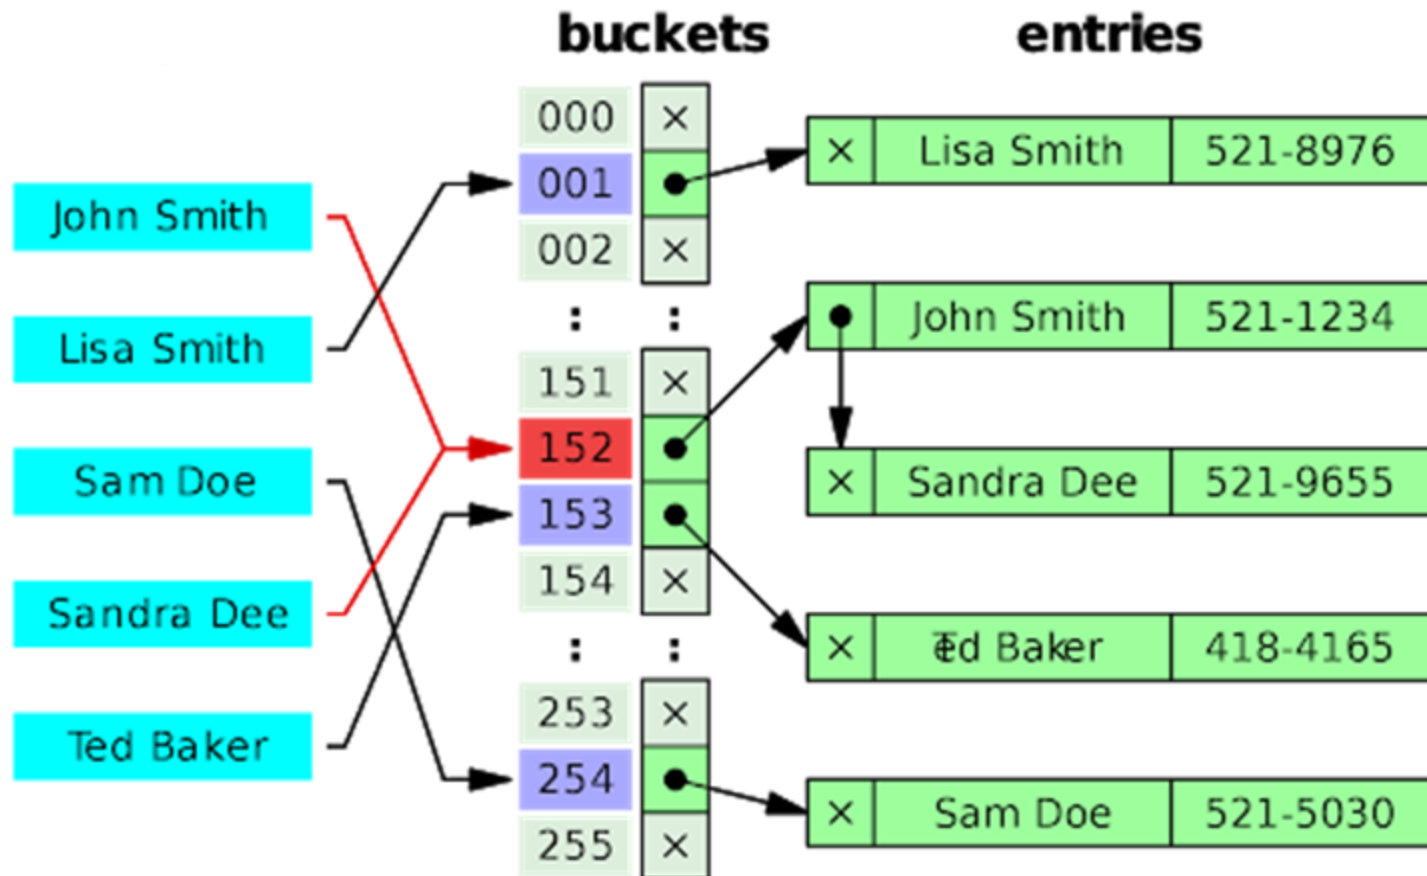 buckets
entries
John Smith
Lisa Smith
Sam Doe
Sandra Dee
Ted Baker
000 ×
001
002 ×
: :
151 ×
152
153
154 ×
: :
253 ×
254
255 ×
× Lisa Smith 521-8976
John Smith 521-1234
× Sandra Dee 521-9655
× Ted Baker 418-4165
× Sam Doe 521-5030